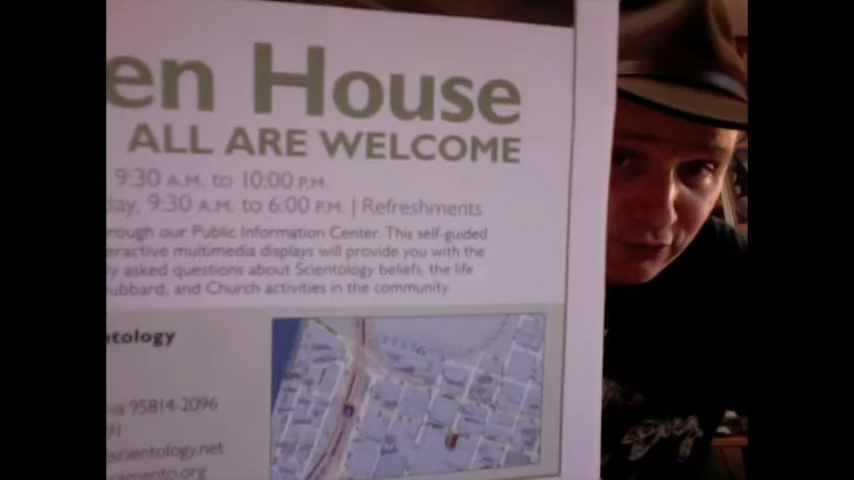 en House
ALL ARE WELCOME
9:30 A.M. to 10:00 P.M.
day, 9:30 A.M. to 6:00 P.M. | Refreshments
rough our Public Information Center. This self-guided
eractive multimedia displays will provide you with the
y asked questions about Scientology beliefs, the life
ubbard, and Church activities in the community.
ntology
95814-2096
scientology.net
ramento.org